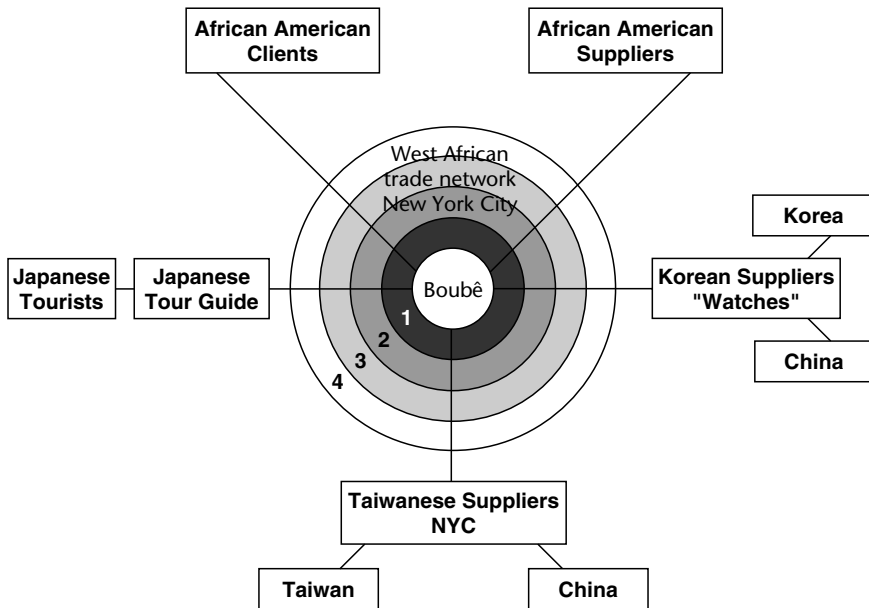 African American
Clients
African American
Suppliers
West African
trade network
New York City
Korea
Japanese
Tourists
Japanese
Tour Guide
Boubê
Korean Suppliers
"Watches"
1
2
3
4
China
Taiwanese Suppliers
NYC
Taiwan
China